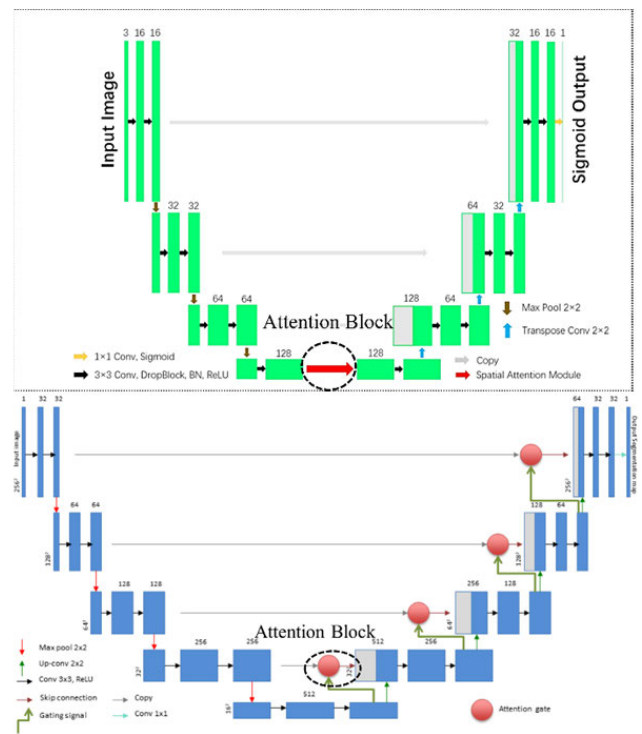 3 16 16
32 16 16 1
Input Image
Sigmoid Output
32 32
64 32
64 64
128 64
Attention Block
128
128
Max Pool 2×2
Transpose Conv 2×2
1×1 Conv, Sigmoid
3×3 Conv, DropBlock, BN, ReLU
Copy
Spatial Attention Module
1 32 32
64 32 32 1
Input image
256²
256²
Output Segmentation map
64 64
128 64
128²
128²
128 128
256 128
64²
64²
Attention Block
256 256
512 256
32²
512
16²
Max pool 2x2
Up-conv 2x2
Conv 3x3, ReLU
Skip connection
Gating signal
Copy
Conv 1x1
Attention gate